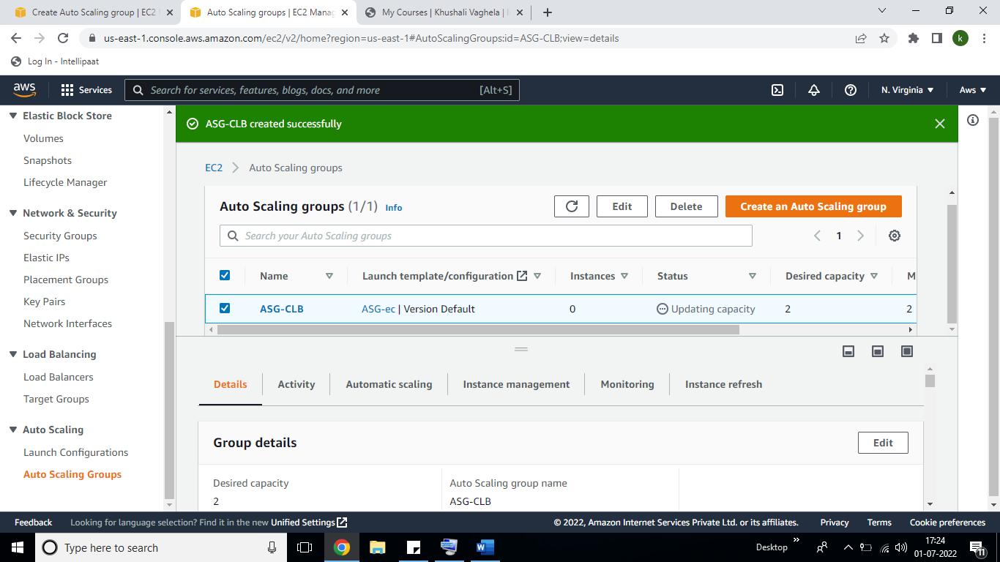 Create Auto Scaling group | EC2
Auto Scaling groups | EC2 Manag
My Courses | Khushali Vaghela |
us-east-1.console.aws.amazon.com/ec2/v2/home?region=us-east-1#AutoScalingGroups:id=ASG-CLB;view=details
k
Log In - Intellipaat
aws
Services
Search for services, features, blogs, docs, and more
[Alt+S]
N. Virginia
Aws
Elastic Block Store
Volumes
Snapshots
Lifecycle Manager
Network & Security
Security Groups
Elastic IPs
Placement Groups
Key Pairs
Network Interfaces
Load Balancing
Load Balancers
Target Groups
Auto Scaling
Launch Configurations
Auto Scaling Groups
ASG-CLB created successfully
EC2 > Auto Scaling groups
Auto Scaling groups (1/1) Info
Edit
Delete
Create an Auto Scaling group
Search your Auto Scaling groups
1
Name
Launch template/configuration
Instances
Status
Desired capacity
M
ASG-CLB
ASG-ec | Version Default
0
Updating capacity
2
2
Details
Activity
Automatic scaling
Instance management
Monitoring
Instance refresh
Group details
Edit
Desired capacity
2
Auto Scaling group name
ASG-CLB
Feedback
Looking for language selection? Find it in the new Unified Settings
© 2022, Amazon Internet Services Private Ltd. or its affiliates.
Privacy
Terms
Cookie preferences
Type here to search
Desktop
17:24
01-07-2022
11